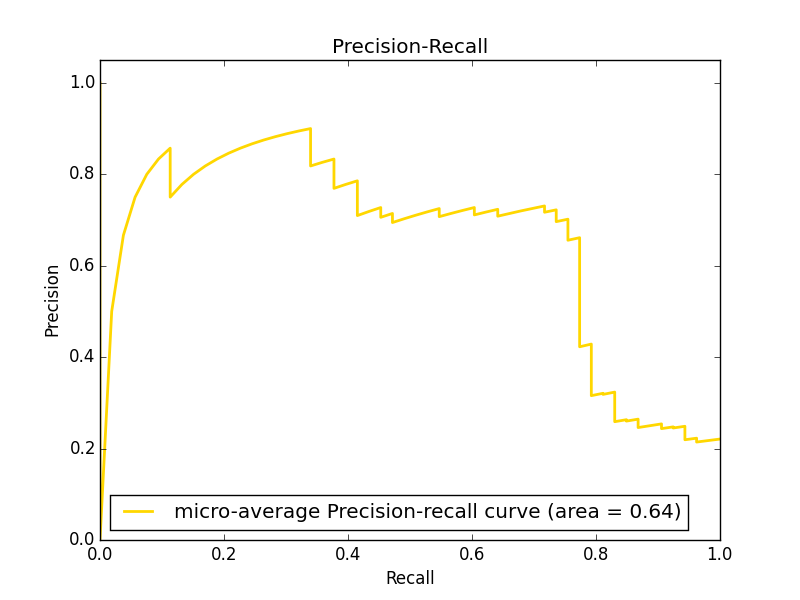 Precision-Recall
1.0
0.8
0.6
0.4
0.2
0.0
Precision
micro-average Precision-recall curve (area = 0.64)
0.0 0.2 0.4 0.6 0.8 1.0
Recall